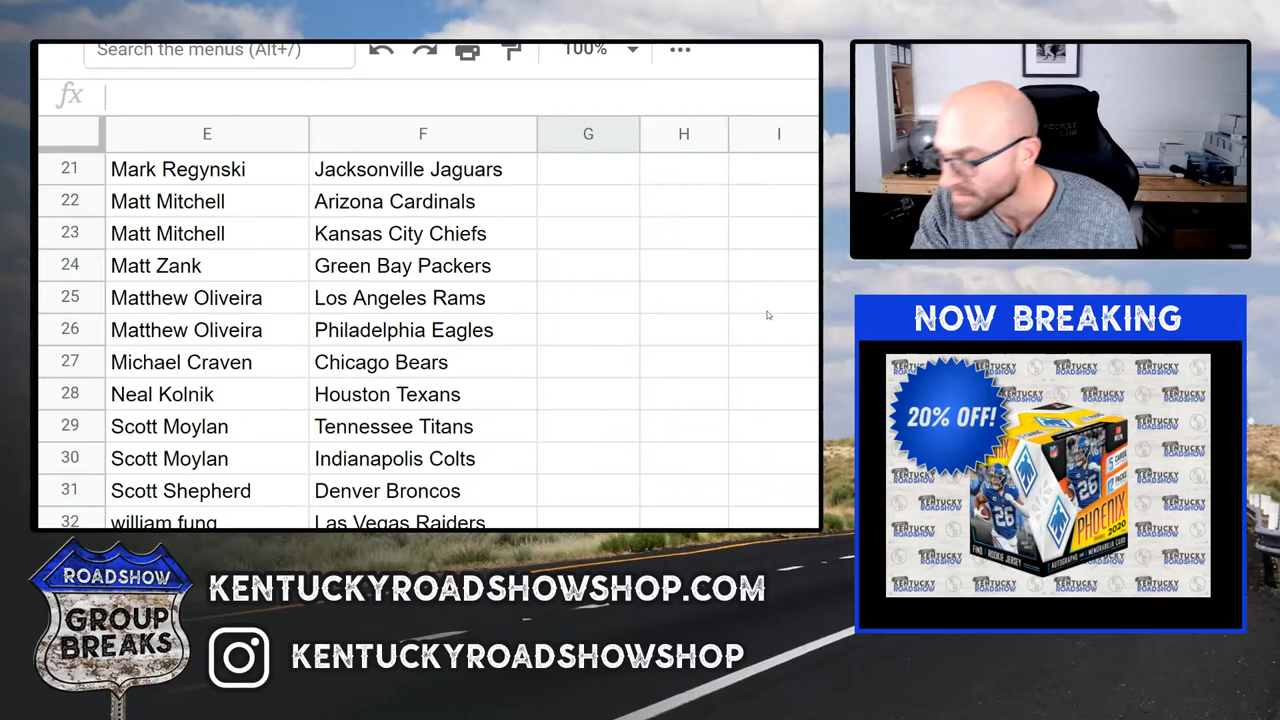 Search the menus (Alt+/)
100%
fx
E F G H I
21 Mark Regynski Jacksonville Jaguars
22 Matt Mitchell Arizona Cardinals
23 Matt Mitchell Kansas City Chiefs
24 Matt Zank Green Bay Packers
25 Matthew Oliveira Los Angeles Rams
26 Matthew Oliveira Philadelphia Eagles
27 Michael Craven Chicago Bears
28 Neal Kolnik Houston Texans
29 Scott Moylan Tennessee Titans
30 Scott Moylan Indianapolis Colts
31 Scott Shepherd Denver Broncos
32 william fung Las Vegas Raiders
NOW BREAKING
20% OFF!
KENTUCKY
ROADSHOW
PHOENIX
2020
26
ROADSHOW
GROUP
BREAKS
KENTUCKYROADSHOWSHOP.COM
KENTUCKYROADSHOWSHOP